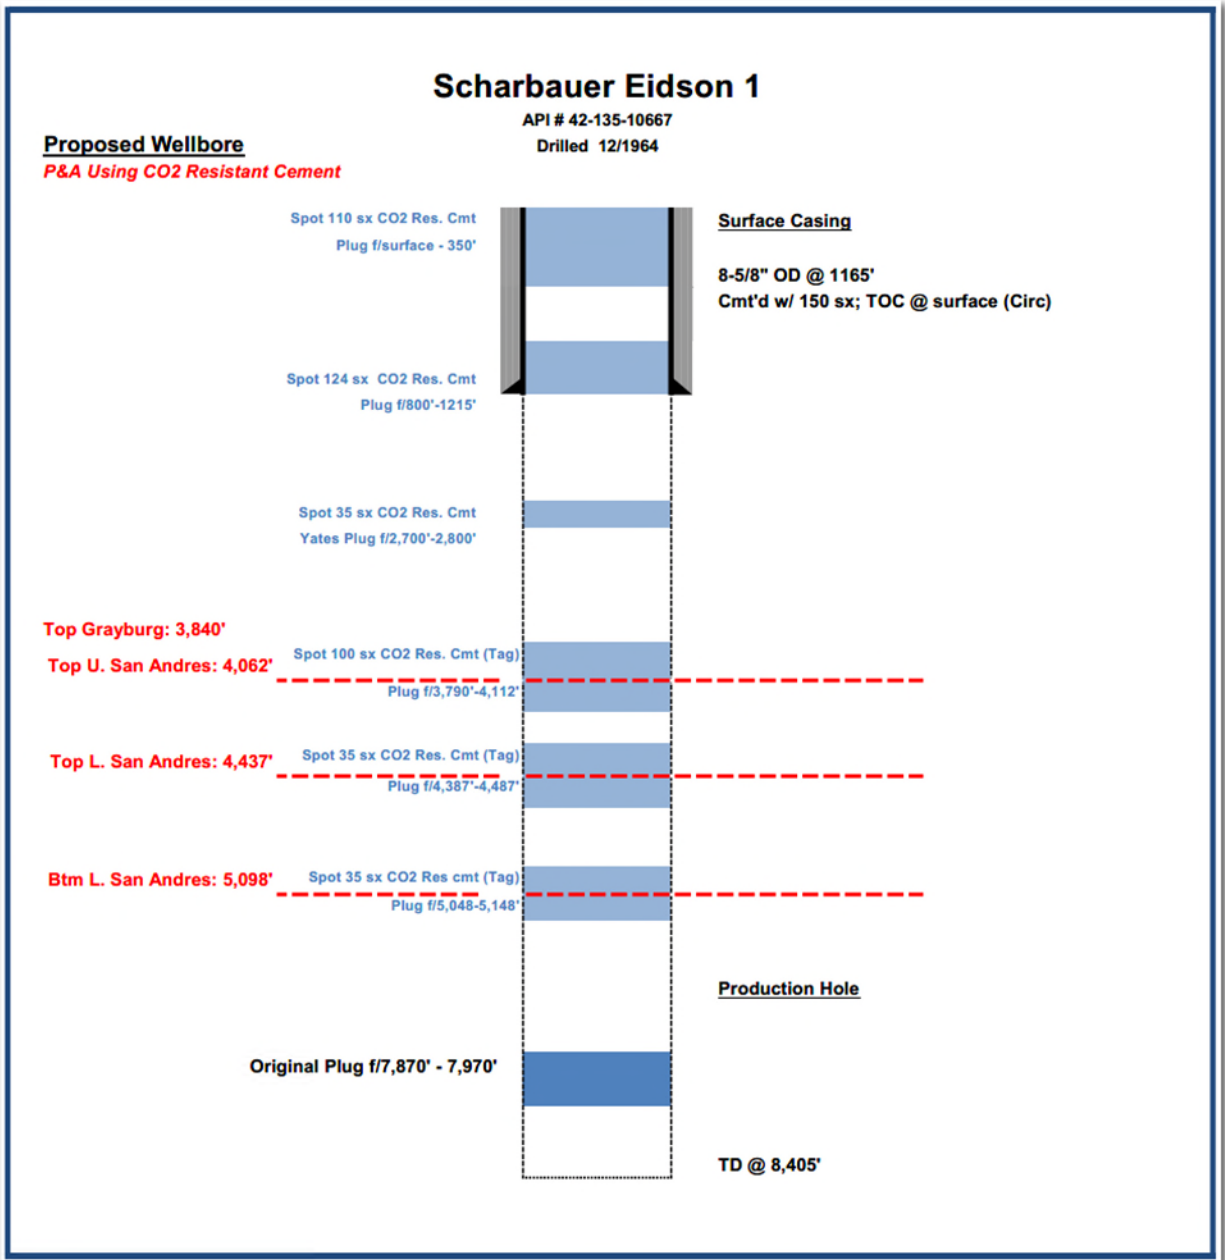 Scharbauer Eidson 1
API # 42-135-10667
Drilled 12/1964
Proposed Wellbore
P&A Using CO2 Resistant Cement
Spot 110 sx CO2 Res. Cmt
Plug f/surface - 350'
Surface Casing
8-5/8" OD @ 1165'
Cmt'd w/ 150 sx; TOC @ surface (Circ)
Spot 124 sx CO2 Res. Cmt
Plug f/800'-1215'
Spot 35 sx CO2 Res. Cmt
Yates Plug f/2,700'-2,800'
Top Grayburg: 3,840'
Spot 100 sx CO2 Res. Cmt (Tag)
Top U. San Andres: 4,062'
Plug f/3,790'-4,112'
Spot 35 sx CO2 Res. Cmt (Tag)
Top L. San Andres: 4,437'
Plug f/4,387'-4,487'
Spot 35 sx CO2 Res cmt (Tag)
Btm L. San Andres: 5,098'
Plug f/5,048-5,148'
Production Hole
Original Plug f/7,870' - 7,970'
TD @ 8,405'